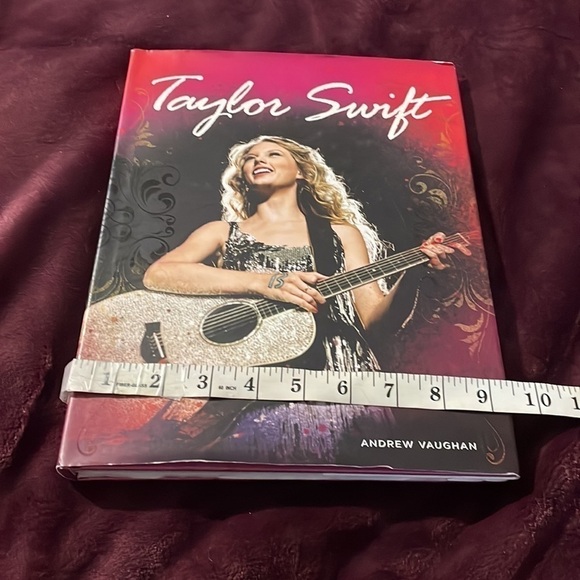 Taylor Swift
1 2 3 4 5 6 7 8 9 10
ANDREW VAUGHAN